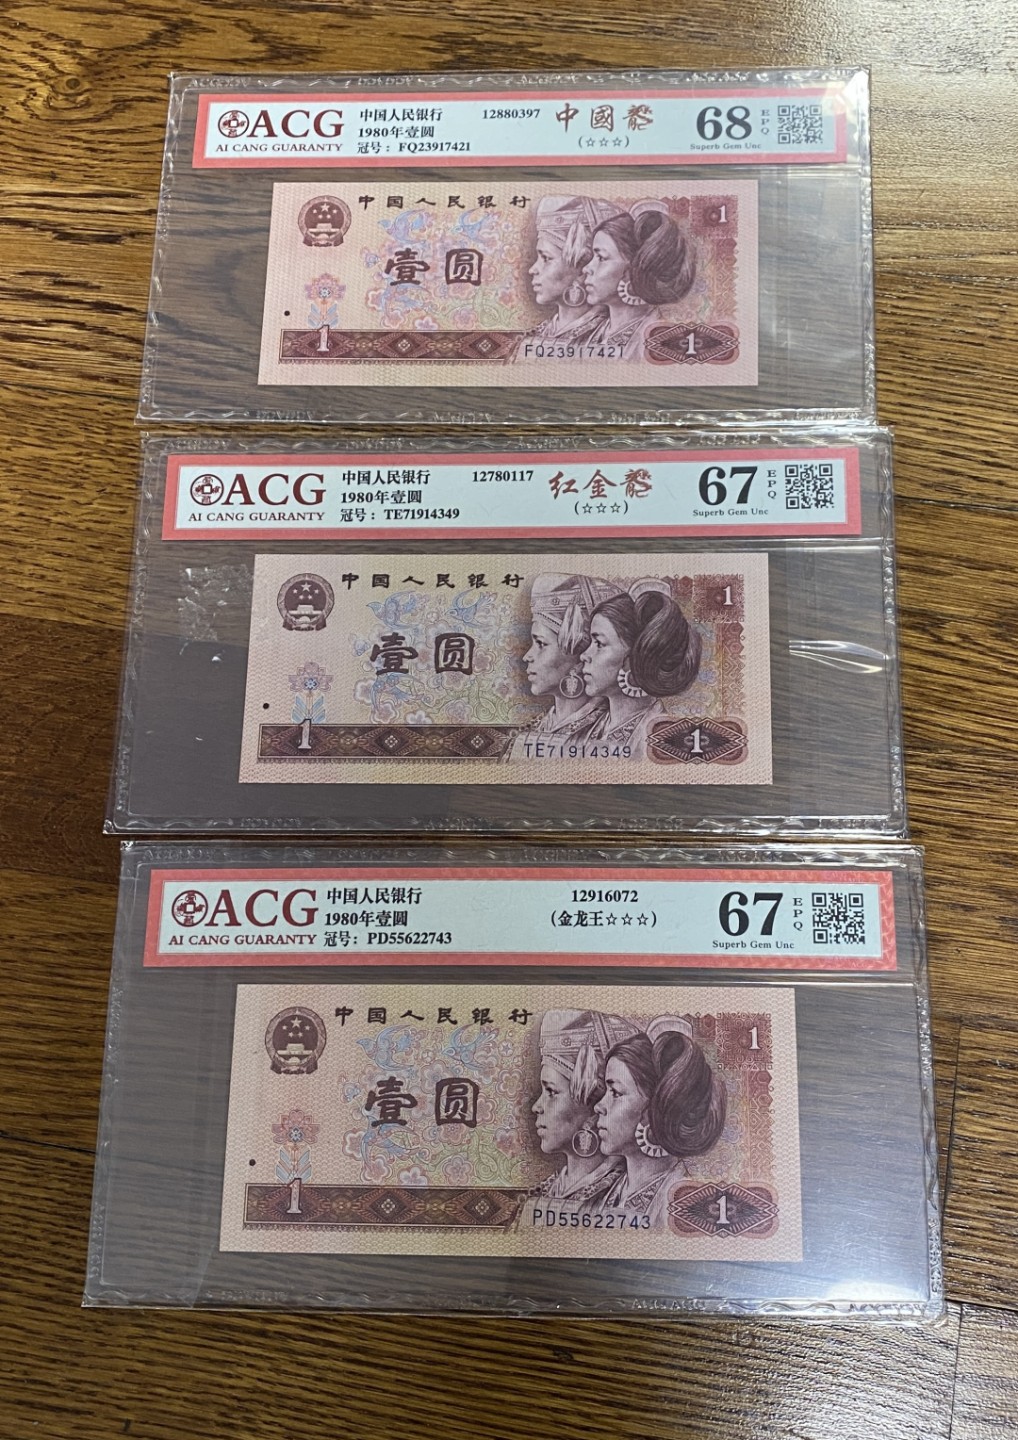 ACG
AI CANG GUARANTY
中国人民银行
1980年壹圆
冠号：FQ23917421
12880397
中國龍
(☆☆☆)
68
EPQ
Superb Gem Unc
中国人民银行
壹圆
1
1
FQ23917421
1
ACG
AI CANG GUARANTY
中国人民银行
1980年壹圆
冠号：TE71914349
12780117
红金龍
(☆☆☆)
67
EPQ
Superb Gem Unc
中国人民银行
壹圆
1
1
TE71914349
1
ACG
AI CANG GUARANTY
中国人民银行
1980年壹圆
冠号：PD55622743
12916072
(金龙王☆☆☆)
67
EPQ
Superb Gem Unc
中国人民银行
壹圆
1
1
PD55622743
1